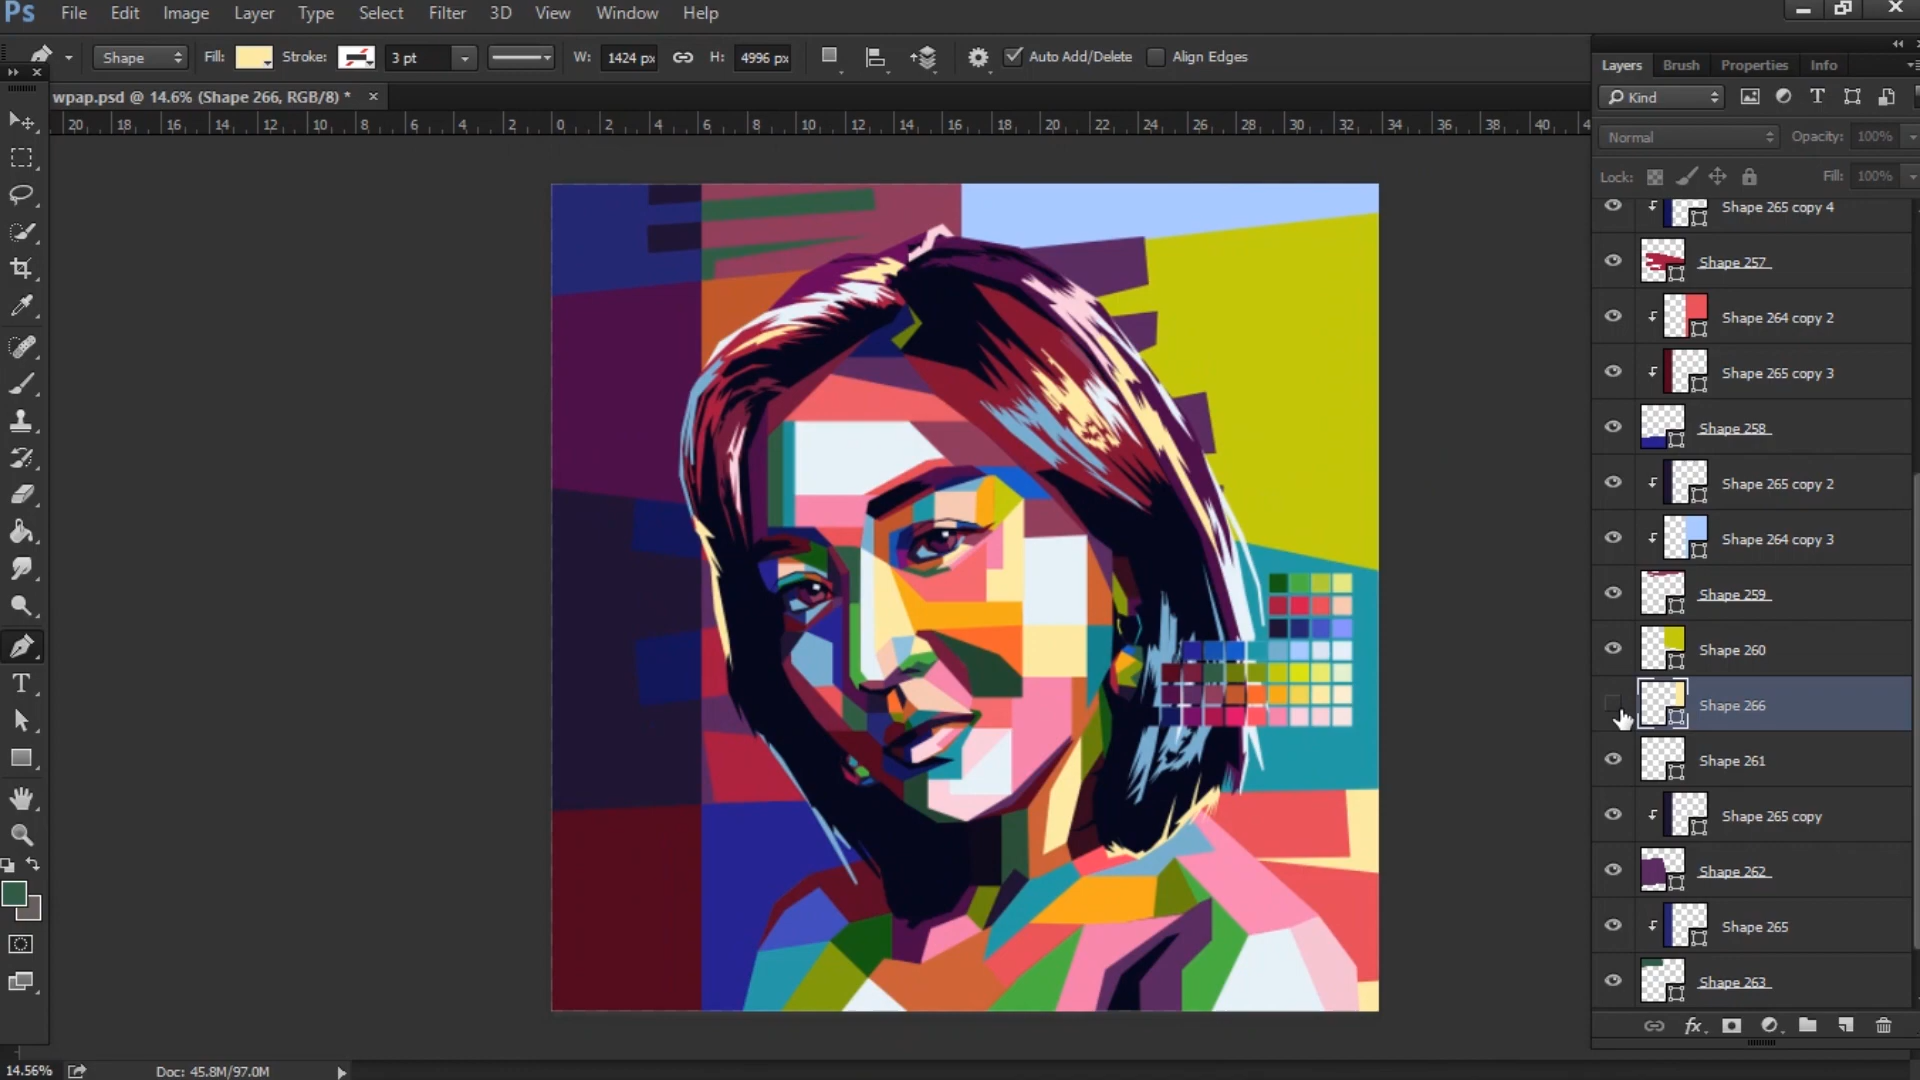 Ps File Edit Image Layer Type Select Filter 3D View Window Help
Shape Fill: Stroke: 3 pt W: 1424 px H: 4996 px Auto Add/Delete Align Edges
wpap.psd @ 14.6% (Shape 266, RGB/8) * ×
20 18 16 14 12 10 8 6 4 2 0 2 4 6 8 10 12 14 16 18 20 22 24 26 28 30 32 34 36 38 40 4
Layers Brush Properties Info
Kind
Normal Opacity: 100%
Lock: Fill: 100%
Shape 265 copy 4
Shape 257
Shape 264 copy 2
Shape 265 copy 3
Shape 258
Shape 265 copy 2
Shape 264 copy 3
Shape 259
Shape 260
Shape 266
Shape 261
Shape 265 copy
Shape 262
Shape 265
Shape 263
fx
14.56% Doc: 45.8M/97.0M